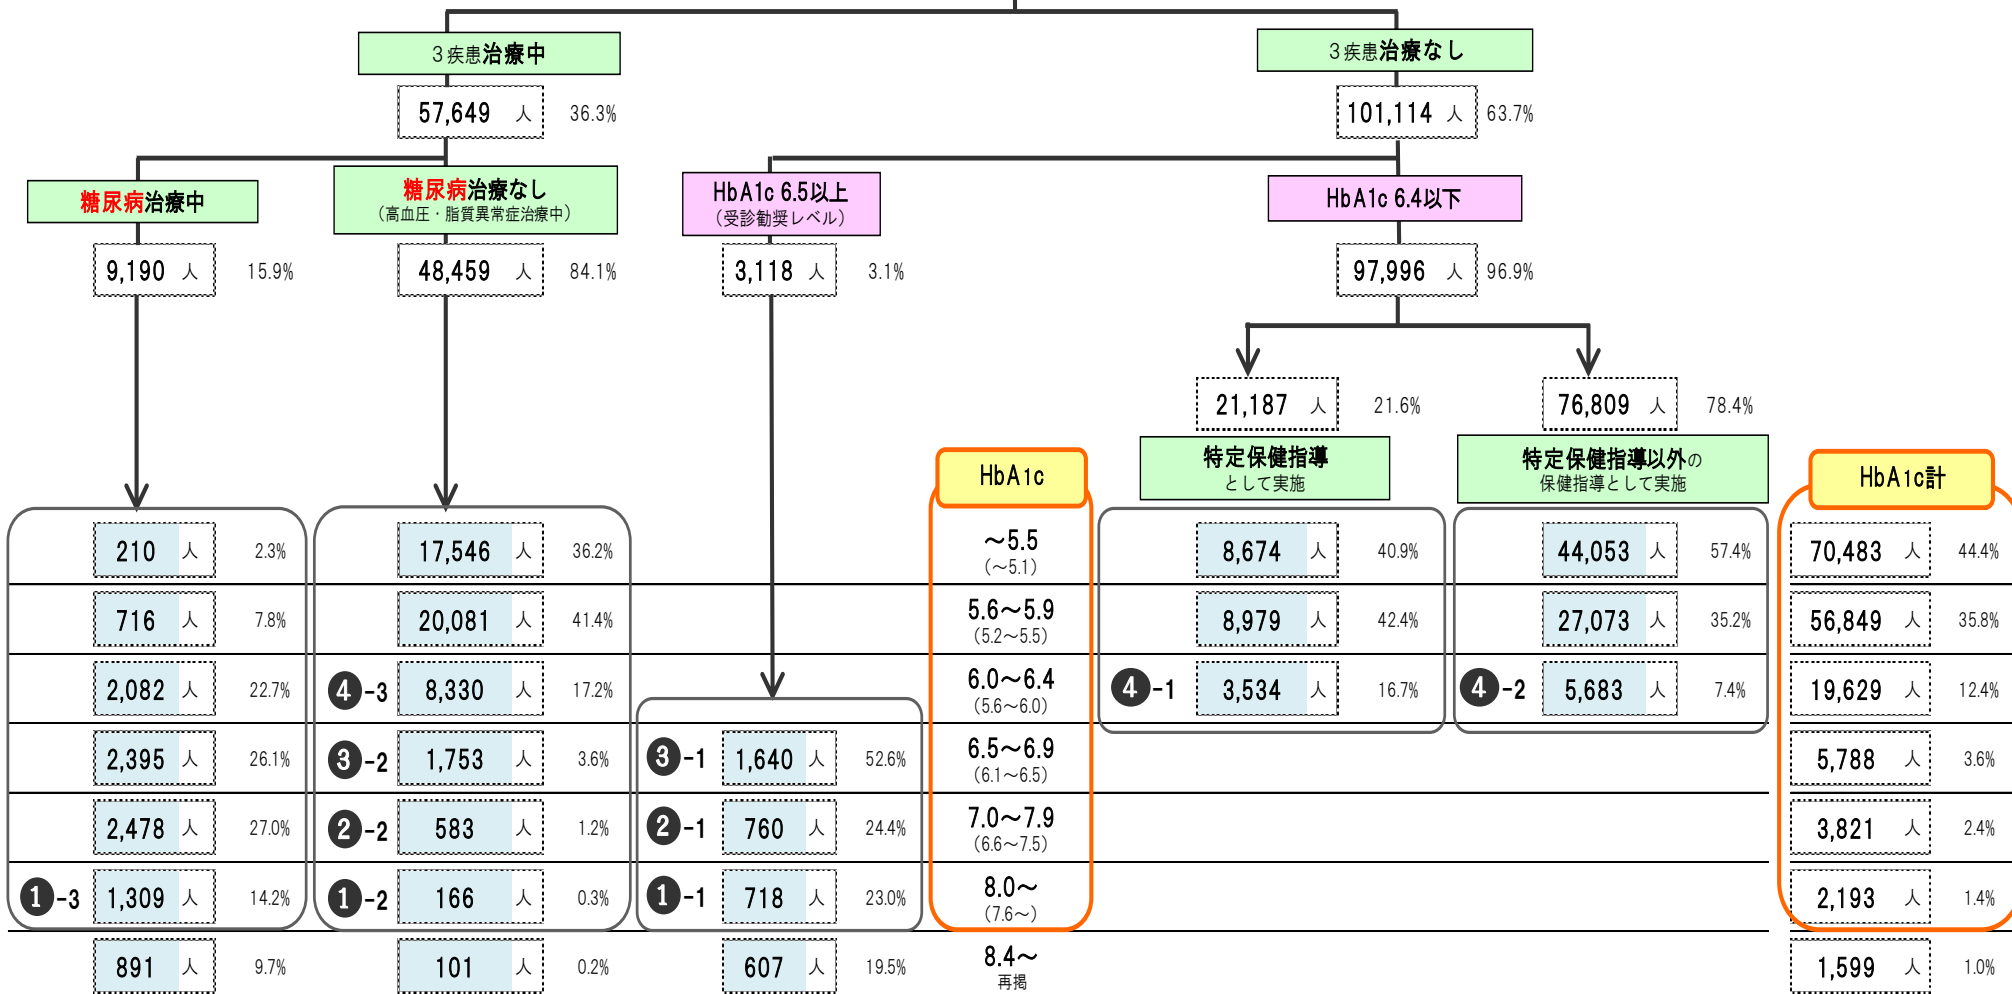 ３疾患治療中
３疾患治療なし
57,649 人 36.3%
101,114 人 63.7%
糖尿病治療中
糖尿病治療なし
（高血圧・脂質異常症治療中）
HbA1c 6.5以上
（受診勧奨レベル）
HbA1c 6.4以下
9,190 人 15.9%
48,459 人 84.1%
3,118 人 3.1%
97,996 人 96.9%
21,187 人 21.6%
76,809 人 78.4%
HbA1c
特定保健指導
として実施
特定保健指導以外の
保健指導として実施
HbA1c計
210 人 2.3%
17,546 人 36.2%
～5.5
（～5.1）
8,674 人 40.9%
44,053 人 57.4%
70,483 人 44.4%
716 人 7.8%
20,081 人 41.4%
5.6～5.9
（5.2～5.5）
8,979 人 42.4%
27,073 人 35.2%
56,849 人 35.8%
2,082 人 22.7%
❹-3 8,330 人 17.2%
6.0～6.4
（5.6～6.0）
❹-1 3,534 人 16.7%
❹-2 5,683 人 7.4%
19,629 人 12.4%
2,395 人 26.1%
❸-2 1,753 人 3.6%
❸-1 1,640 人 52.6%
6.5～6.9
（6.1～6.5）
5,788 人 3.6%
2,478 人 27.0%
❷-2 583 人 1.2%
❷-1 760 人 24.4%
7.0～7.9
（6.6～7.5）
3,821 人 2.4%
❶-3 1,309 人 14.2%
❶-2 166 人 0.3%
❶-1 718 人 23.0%
8.0～
（7.6～）
2,193 人 1.4%
891 人 9.7%
101 人 0.2%
607 人 19.5%
8.4～
再掲
1,599 人 1.0%